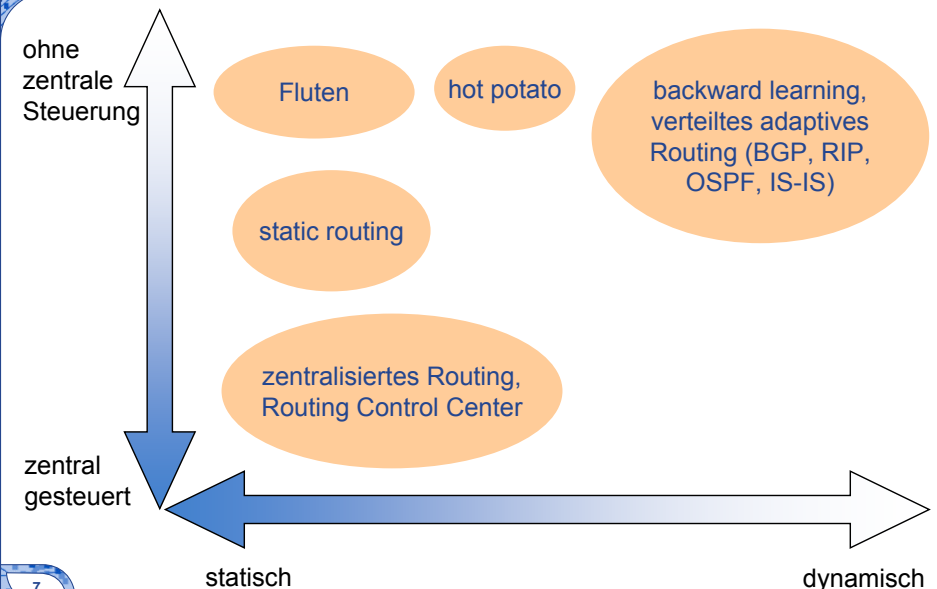 ohne
zentrale
Steuerung
Fluten
hot potato
backward learning,
verteiltes adaptives
Routing (BGP, RIP,
OSPF, IS-IS)
static routing
zentralisiertes Routing,
Routing Control Center
zentral
gesteuert
statisch
dynamisch
7